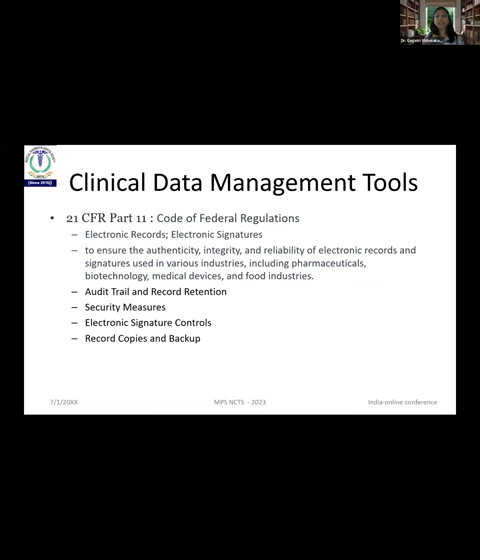 Dr. Gayatri
(Since 2016)
Clinical Data Management Tools
• 21 CFR Part 11 : Code of Federal Regulations
– Electronic Records; Electronic Signatures
– to ensure the authenticity, integrity, and reliability of electronic records and
signatures used in various industries, including pharmaceuticals,
biotechnology, medical devices, and food industries.
– Audit Trail and Record Retention
– Security Measures
– Electronic Signature Controls
– Record Copies and Backup
7/1/20XX
MPS NCTS - 2023
India-online conference